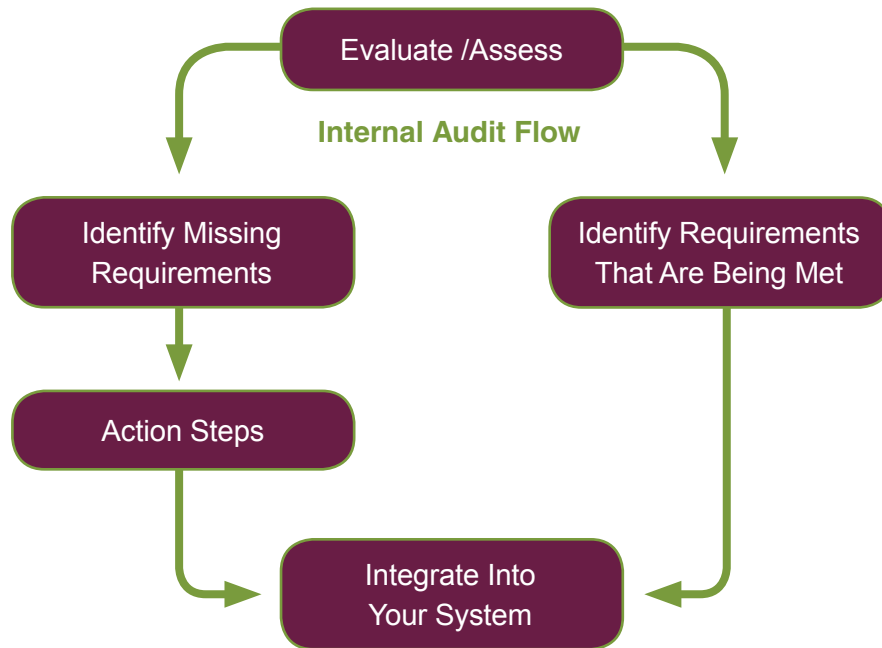 Evaluate /Assess
Internal Audit Flow
Identify Missing
Requirements
Identify Requirements
That Are Being Met
Action Steps
Integrate Into
Your System